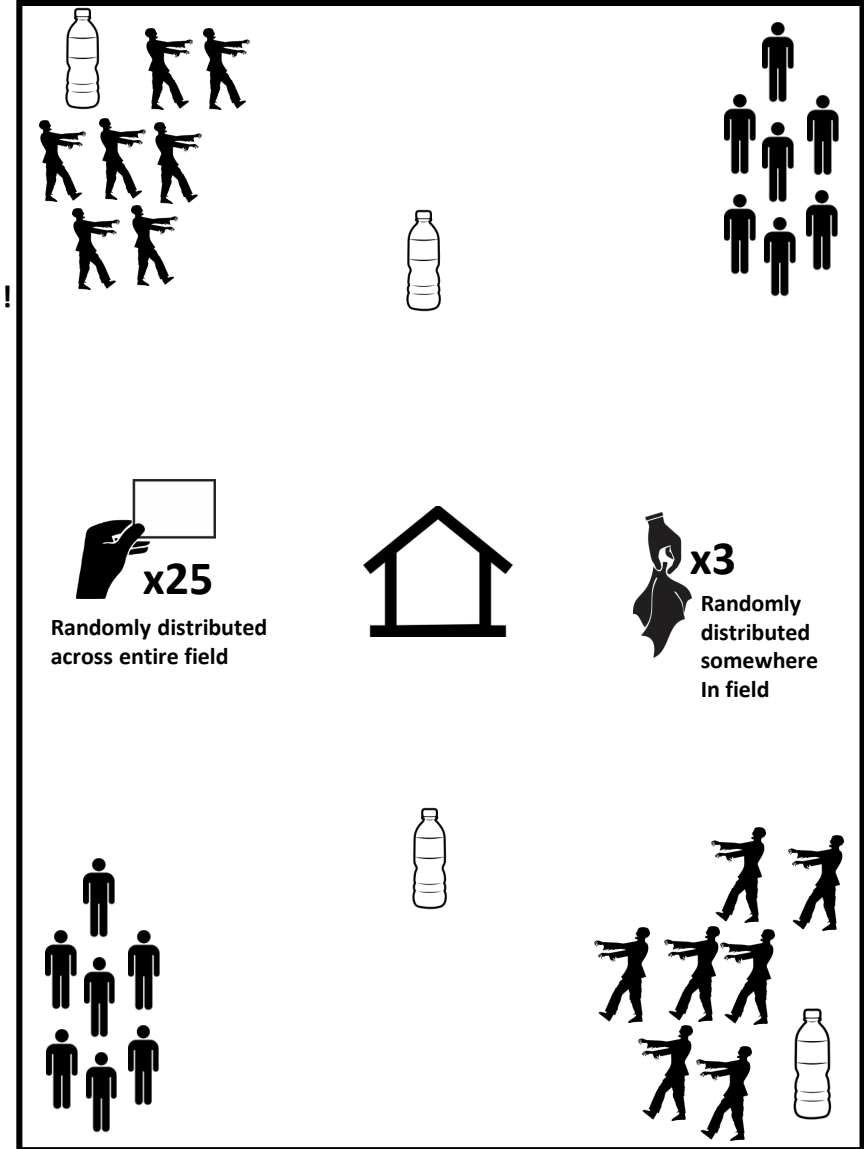 !
x25
Randomly distributed
across entire field
x3
Randomly
distributed
somewhere
In field